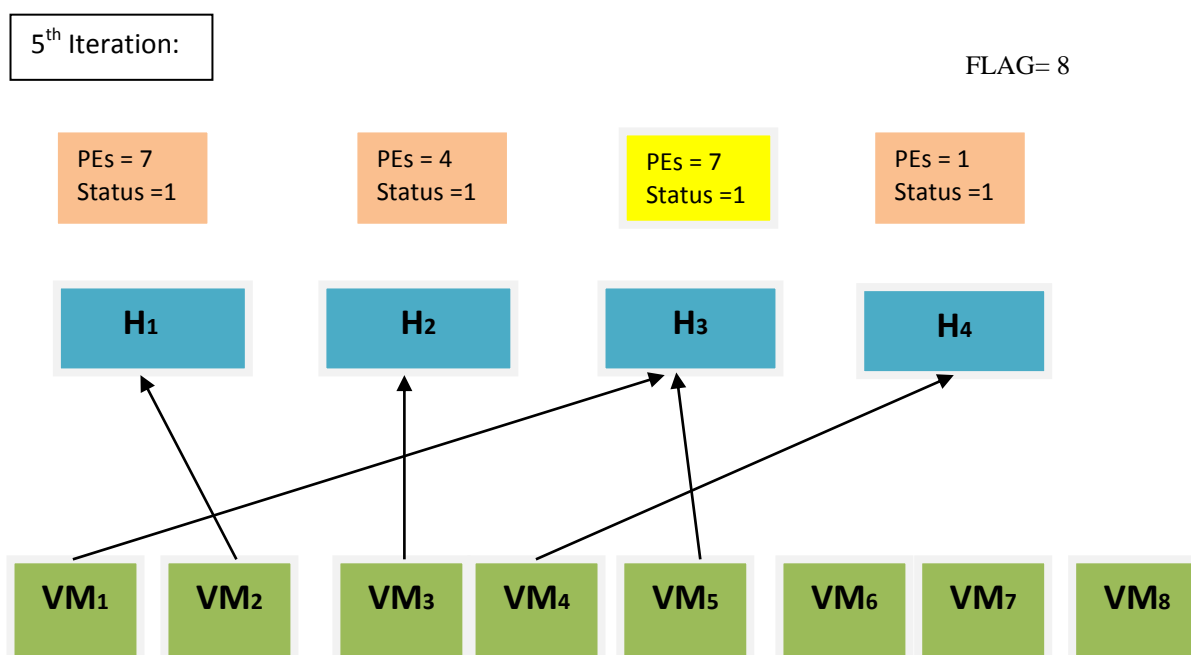 5th Iteration:
FLAG= 8
PEs = 7
Status =1
PEs = 4
Status =1
PEs = 7
Status =1
PEs = 1
Status =1
H1
H2
H3
H4
VM1
VM2
VM3
VM4
VM5
VM6
VM7
VM8